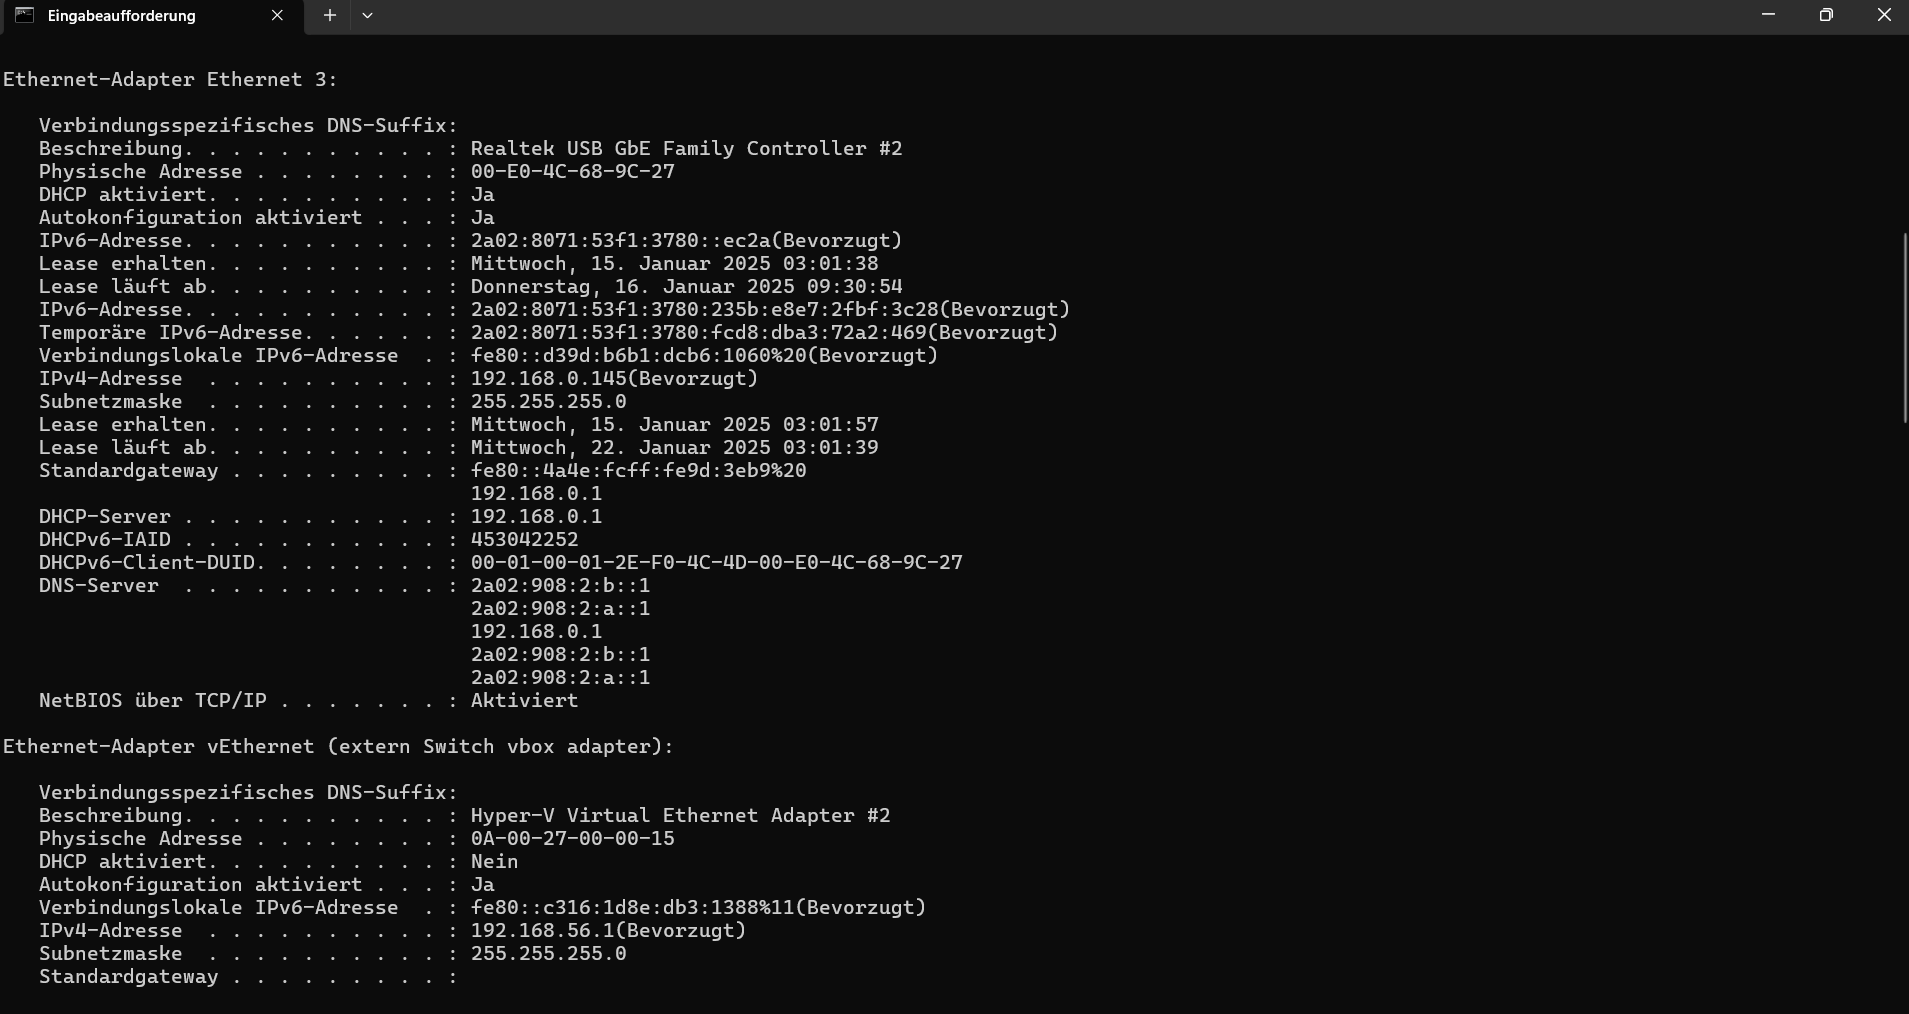 Eingabeaufforderung
Ethernet-Adapter Ethernet 3:
Verbindungsspezifisches DNS-Suffix:
Beschreibung. . . . . . . . . . . : Realtek USB GbE Family Controller #2
Physische Adresse . . . . . . . . : 00-E0-4C-68-9C-27
DHCP aktiviert. . . . . . . . . . : Ja
Autokonfiguration aktiviert . . . : Ja
IPv6-Adresse. . . . . . . . . . . : 2a02:8071:53f1:3780::ec2a(Bevorzugt)
Lease erhalten. . . . . . . . . . : Mittwoch, 15. Januar 2025 03:01:38
Lease läuft ab. . . . . . . . . . : Donnerstag, 16. Januar 2025 09:30:54
IPv6-Adresse. . . . . . . . . . . : 2a02:8071:53f1:3780:235b:e8e7:2fbf:3c28(Bevorzugt)
Temporäre IPv6-Adresse. . . . . . : 2a02:8071:53f1:3780:fcd8:dba3:72a2:469(Bevorzugt)
Verbindungslokale IPv6-Adresse  . : fe80::d39d:b6b1:dcb6:1060%20(Bevorzugt)
IPv4-Adresse  . . . . . . . . . . : 192.168.0.145(Bevorzugt)
Subnetzmaske  . . . . . . . . . . : 255.255.255.0
Lease erhalten. . . . . . . . . . : Mittwoch, 15. Januar 2025 03:01:57
Lease läuft ab. . . . . . . . . . : Mittwoch, 22. Januar 2025 03:01:39
Standardgateway . . . . . . . . . : fe80::4a4e:fcff:fe9d:3eb9%20
192.168.0.1
DHCP-Server . . . . . . . . . . . : 192.168.0.1
DHCPv6-IAID . . . . . . . . . . . : 453042252
DHCPv6-Client-DUID. . . . . . . . : 00-01-00-01-2E-F0-4C-4D-00-E0-4C-68-9C-27
DNS-Server  . . . . . . . . . . . : 2a02:908:2:b::1
2a02:908:2:a::1
192.168.0.1
2a02:908:2:b::1
2a02:908:2:a::1
NetBIOS über TCP/IP . . . . . . . : Aktiviert
Ethernet-Adapter vEthernet (extern Switch vbox adapter):
Verbindungsspezifisches DNS-Suffix:
Beschreibung. . . . . . . . . . . : Hyper-V Virtual Ethernet Adapter #2
Physische Adresse . . . . . . . . : 0A-00-27-00-00-15
DHCP aktiviert. . . . . . . . . . : Nein
Autokonfiguration aktiviert . . . : Ja
Verbindungslokale IPv6-Adresse  . : fe80::c316:1d8e:db3:1388%11(Bevorzugt)
IPv4-Adresse  . . . . . . . . . . : 192.168.56.1(Bevorzugt)
Subnetzmaske  . . . . . . . . . . : 255.255.255.0
Standardgateway . . . . . . . . . :